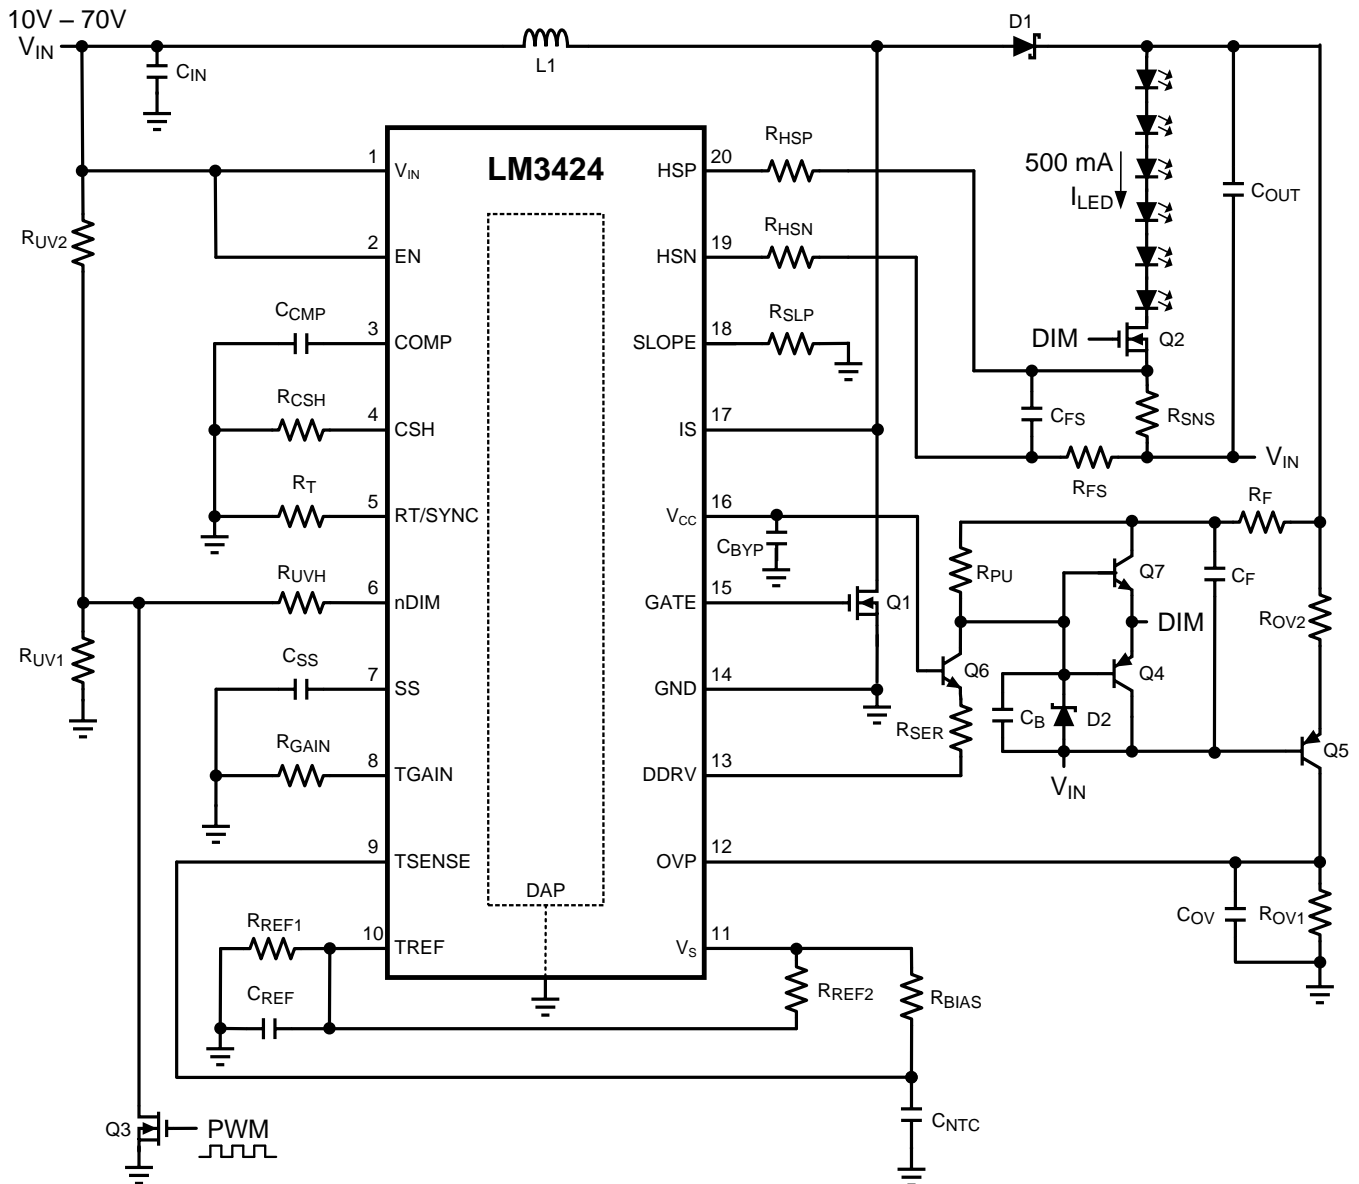 10V – 70V
VIN
CIN
L1
D1
LM3424
1
VIN
2
EN
3
COMP
4
CSH
5
RT/SYNC
6
nDIM
7
SS
8
TGAIN
9
TSENSE
10
TREF
DAP
20
HSP
19
HSN
18
SLOPE
17
IS
16
VCC
15
GATE
14
GND
13
DDRV
12
OVP
11
VS
RUV2
RUV1
CCMP
RCSH
RT
RUVH
CSS
RGAIN
RREF1
CREF
Q3
PWM
RHSP
RHSN
RSLP
CBYP
Q1
500 mA
ILED
COUT
DIM
Q2
CFS
RSNS
RFS
VIN
RF
RPU
Q7
CF
DIM
ROV2
Q6
Q4
CB
D2
RSER
VIN
Q5
COV
ROV1
RREF2
RBIAS
CNTC